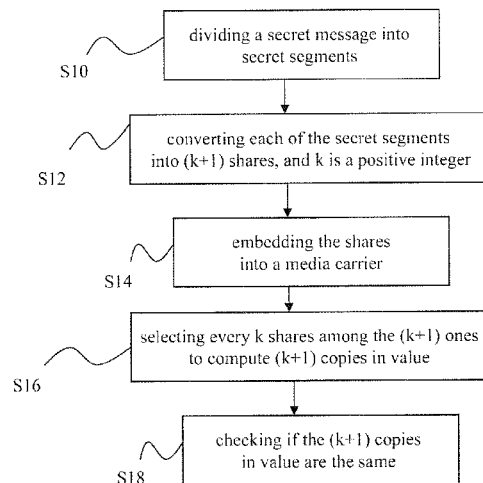 dividing a secret message into
secret segments
S10
converting each of the secret segments
into (k+1) shares, and k is a positive integer
S12
embedding the shares
into a media carrier
S14
selecting every k shares among the (k+1) ones
to compute (k+1) copies in value
S16
checking if the (k+1) copies
in value are the same
S18